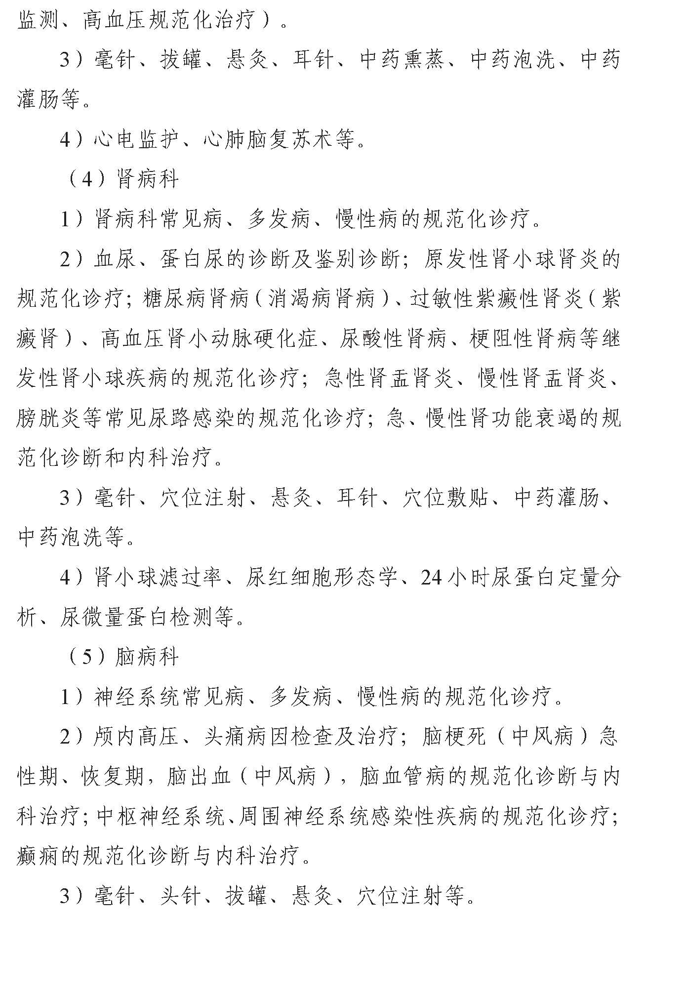 监测、高血压规范化治疗）。
3）毫针、拔罐、悬灸、耳针、中药熏蒸、中药泡洗、中药
灌肠等。
4）心电监护、心肺脑复苏术等。
（4）肾病科
1）肾病科常见病、多发病、慢性病的规范化诊疗。
2）血尿、蛋白尿的诊断及鉴别诊断；原发性肾小球肾炎的
规范化诊疗；糖尿病肾病（消渴病肾病）、过敏性紫癜性肾炎（紫
癜肾）、高血压肾小动脉硬化症、尿酸性肾病、梗阻性肾病等继
发性肾小球疾病的规范化诊疗；急性肾盂肾炎、慢性肾盂肾炎、
膀胱炎等常见尿路感染的规范化诊疗；急、慢性肾功能衰竭的规
范化诊断和内科治疗。
3）毫针、穴位注射、悬灸、耳针、穴位敷贴、中药灌肠、
中药泡洗等。
4）肾小球滤过率、尿红细胞形态学、24小时尿蛋白定量分
析、尿微量蛋白检测等。
（5）脑病科
1）神经系统常见病、多发病、慢性病的规范化诊疗。
2）颅内高压、头痛病因检查及治疗；脑梗死（中风病）急
性期、恢复期，脑出血（中风病），脑血管病的规范化诊断与内
科治疗；中枢神经系统、周围神经系统感染性疾病的规范化诊疗；
癫痫的规范化诊断与内科治疗。
3）毫针、头针、拔罐、悬灸、穴位注射等。